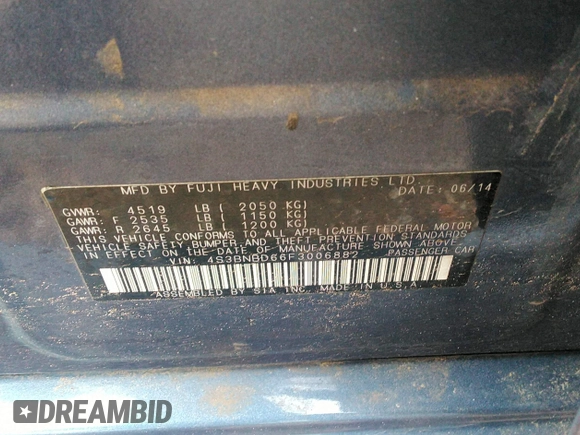 MFD BY FUJI HEAVY INDUSTRIES LTD.
DATE: 06/14
GVWR: 4519 LB ( 2050 KG)
GAWR: F 2535 LB ( 1150 KG)
GAWR: R 2645 LB ( 1200 KG)
THIS VEHICLE CONFORMS TO ALL APPLICABLE FEDERAL MOTOR
VEHICLE SAFETY, BUMPER, AND THEFT PREVENTION STANDARDS
IN EFFECT ON THE DATE OF MANUFACTURE SHOWN ABOVE.
VIN: 4S3BNBD66F3006882 PASSENGER CAR
ASSEMBLED BY SIA INC. MADE IN U.S.A.
DREAMBID